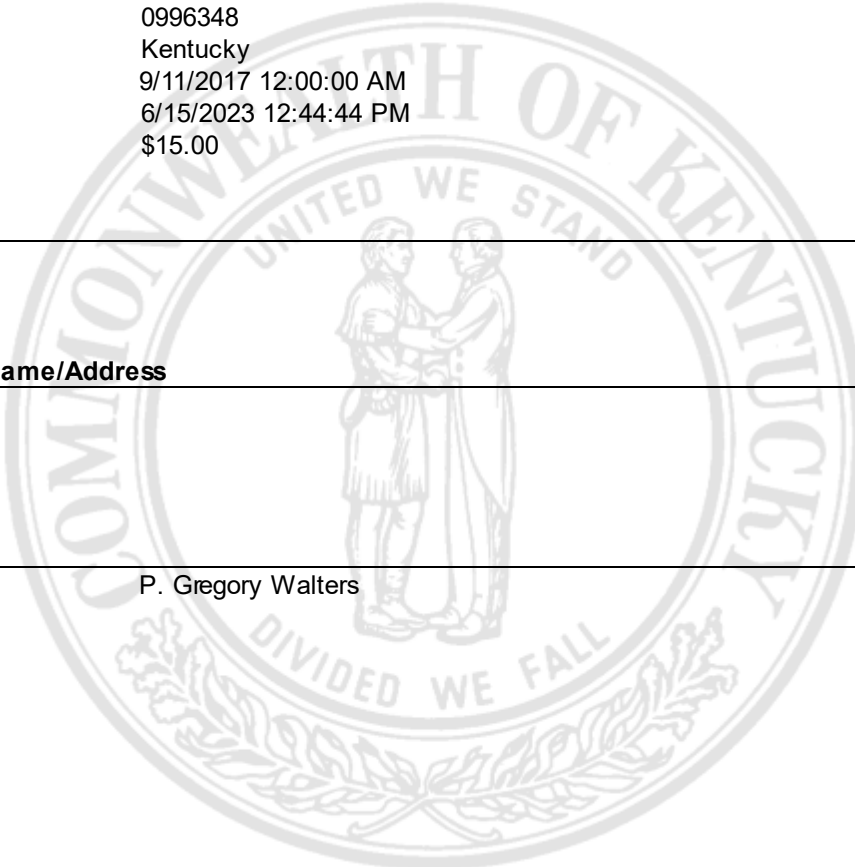 0996348
Kentucky
9/11/2017 12:00:00 AM
6/15/2023 12:44:44 PM
$15.00
COMMONWEALTH OF KENTUCKY
UNITED WE STAND
ame/Address
P. Gregory Walters
DIVIDED WE FALL